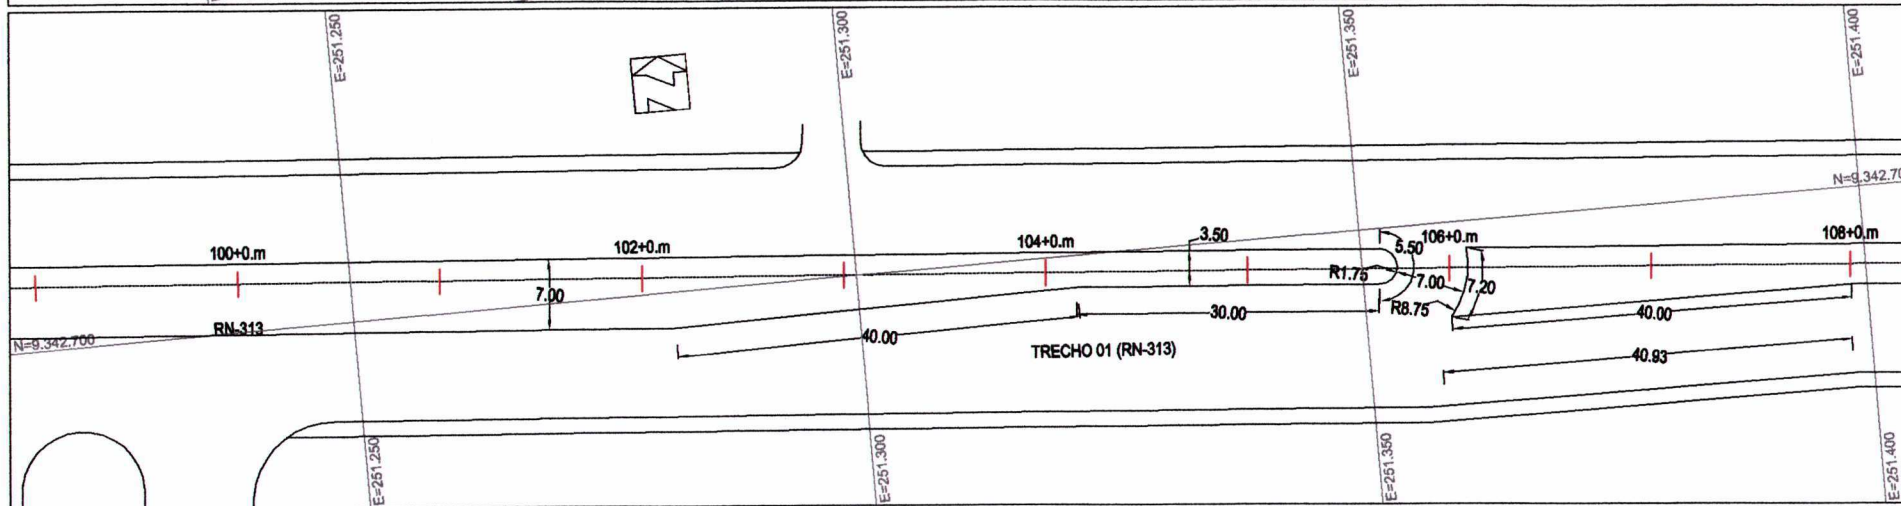 E=251.250
E=251.300
E=251.350
E=251.400
N=9.342.70
100+0.m
102+0.m
104+0.m
3.50
5.50
106+0.m
108+0.m
7.00
R1.75
7.00
7.20
R8.75
RN-313
N=9.342.700
40.00
30.00
40.00
TRECHO 01 (RN-313)
40.93
E=251.250
E=251.300
E=251.350
E=251.400